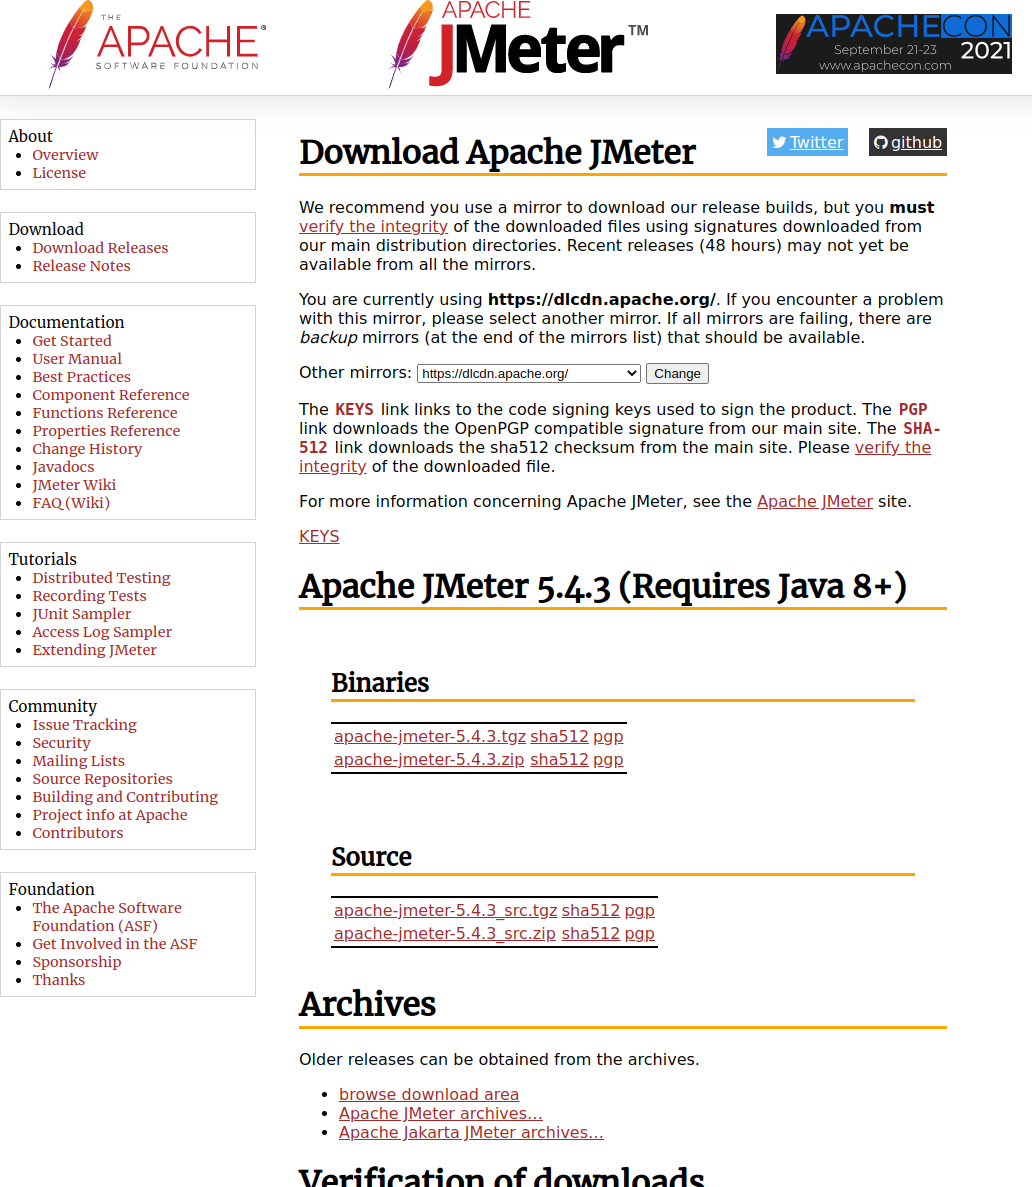 THE
APACHE®
SOFTWARE FOUNDATION
APACHE
JMeter™
APACHECON
September 21-23
2021
www.apachecon.com
About
Overview
License
Download
Download Releases
Release Notes
Documentation
Get Started
User Manual
Best Practices
Component Reference
Functions Reference
Properties Reference
Change History
Javadocs
JMeter Wiki
FAQ (Wiki)
Tutorials
Distributed Testing
Recording Tests
JUnit Sampler
Access Log Sampler
Extending JMeter
Community
Issue Tracking
Security
Mailing Lists
Source Repositories
Building and Contributing
Project info at Apache
Contributors
Foundation
The Apache Software
Foundation (ASF)
Get Involved in the ASF
Sponsorship
Thanks
Twitter
github
Download Apache JMeter
We recommend you use a mirror to download our release builds, but you must
verify the integrity of the downloaded files using signatures downloaded from
our main distribution directories. Recent releases (48 hours) may not yet be
available from all the mirrors.
You are currently using https://dlcdn.apache.org/. If you encounter a problem
with this mirror, please select another mirror. If all mirrors are failing, there are
backup mirrors (at the end of the mirrors list) that should be available.
Other mirrors: https://dlcdn.apache.org/ Change
The KEYS link links to the code signing keys used to sign the product. The PGP
link downloads the OpenPGP compatible signature from our main site. The SHA-
512 link downloads the sha512 checksum from the main site. Please verify the
integrity of the downloaded file.
For more information concerning Apache JMeter, see the Apache JMeter site.
KEYS
Apache JMeter 5.4.3 (Requires Java 8+)
Binaries
apache-jmeter-5.4.3.tgz sha512 pgp
apache-jmeter-5.4.3.zip sha512 pgp
Source
apache-jmeter-5.4.3_src.tgz sha512 pgp
apache-jmeter-5.4.3_src.zip sha512 pgp
Archives
Older releases can be obtained from the archives.
browse download area
Apache JMeter archives...
Apache Jakarta JMeter archives...
Verification of downloads